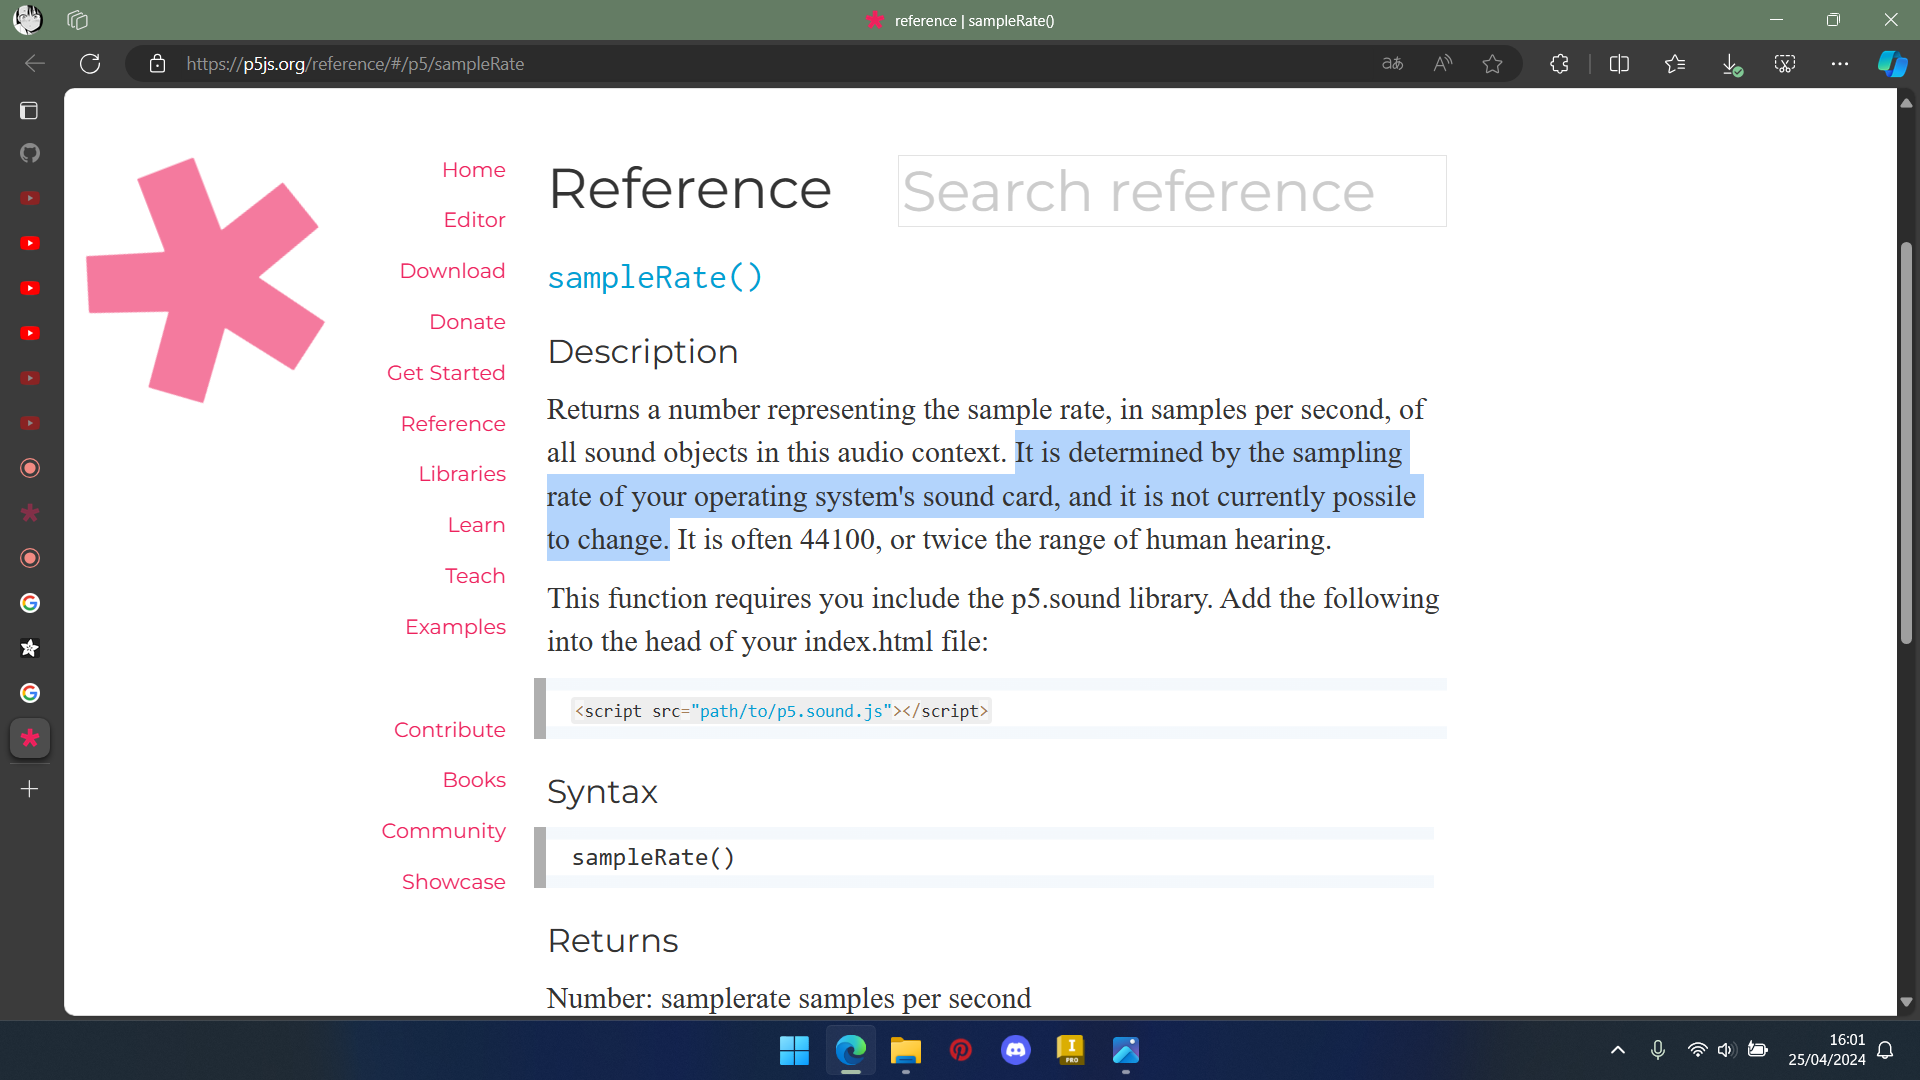 reference | sampleRate()
https://p5js.org/reference/#/p5/sampleRate
Home
Editor
Download
Donate
Get Started
Reference
Libraries
Learn
Teach
Examples
Contribute
Books
Community
Showcase
Reference
Search reference
sampleRate()
Description
Returns a number representing the sample rate, in samples per second, of
all sound objects in this audio context. It is determined by the sampling
rate of your operating system's sound card, and it is not currently possile
to change. It is often 44100, or twice the range of human hearing.
This function requires you include the p5.sound library. Add the following
into the head of your index.html file:
<script src="path/to/p5.sound.js"></script>
Syntax
sampleRate()
Returns
Number: samplerate samples per second
I
PRO
16:01
25/04/2024